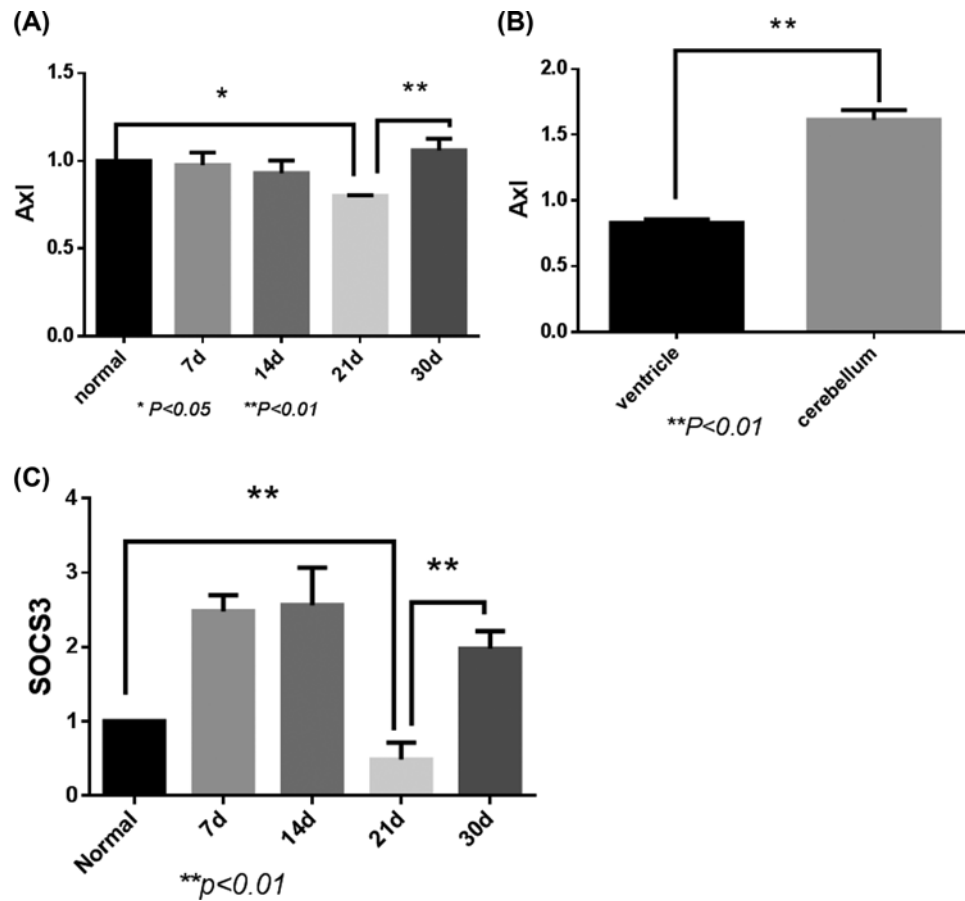 (A)
Axl
1.5
1.0
0.5
0.0
*
**
normal
7d
14d
21d
30d
* P<0.05 **P<0.01
(B)
Axl
2.0
1.5
1.0
0.5
0.0
**
ventricle
cerebellum
**P<0.01
(C)
SOCS3
4
3
2
1
0
**
**
Normal
7d
14d
21d
30d
**p<0.01